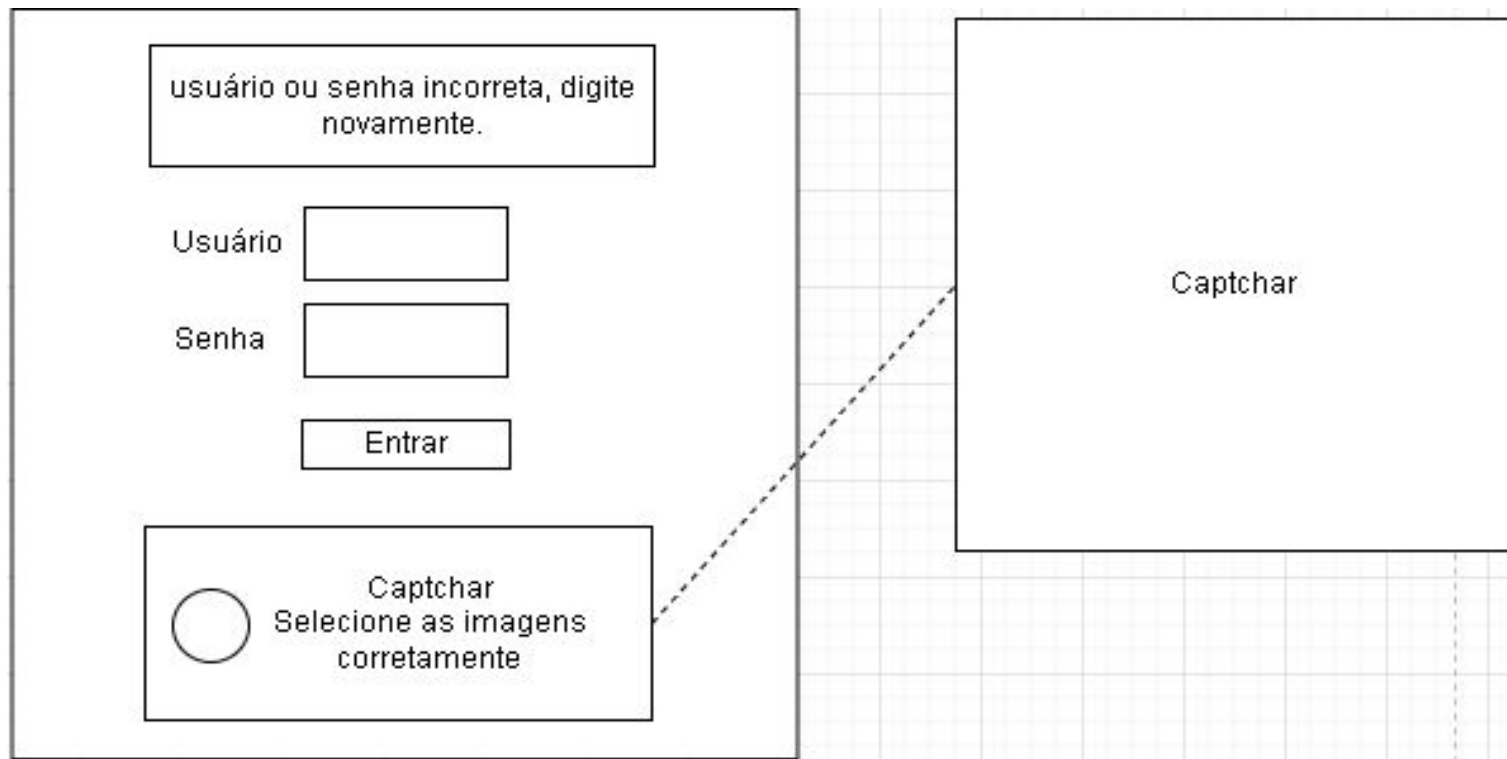 usuário ou senha incorreta, digite
novamente.
Usuário
Senha
Entrar
Captchar
Selecione as imagens
corretamente
Captchar